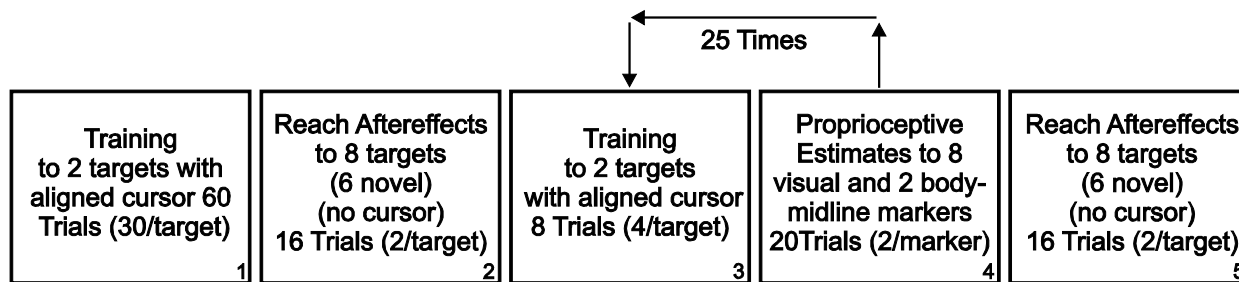 25 Times
Training
to 2 targets with
aligned cursor 60
Trials (30/target)
1
Reach Aftereffects
to 8 targets
(6 novel)
(no cursor)
16 Trials (2/target)
2
Training
to 2 targets
with aligned cursor
8 Trials (4/target)
3
Proprioceptive
Estimates to 8
visual and 2 body-
midline markers
20Trials (2/marker)
4
Reach Aftereffects
to 8 targets
(6 novel)
(no cursor)
16 Trials (2/target)
5